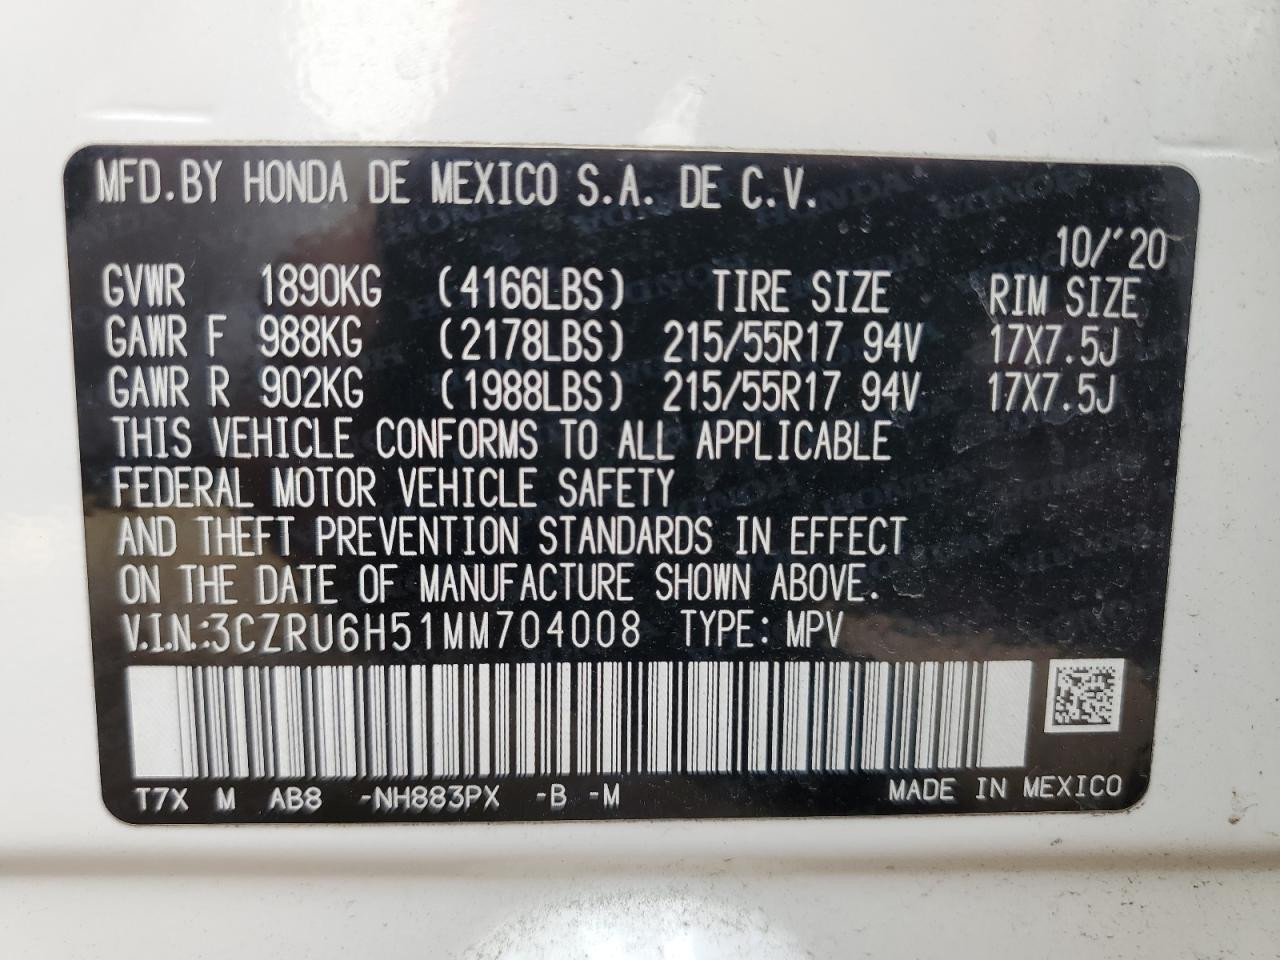 MFD.BY HONDA DE MEXICO S.A. DE C.V.
10/'20
GVWR 1890KG (4166LBS) TIRE SIZE RIM SIZE
GAWR F 988KG (2178LBS) 215/55R17 94V 17X7.5J
GAWR R 902KG (1988LBS) 215/55R17 94V 17X7.5J
THIS VEHICLE CONFORMS TO ALL APPLICABLE
FEDERAL MOTOR VEHICLE SAFETY
AND THEFT PREVENTION STANDARDS IN EFFECT
ON THE DATE OF MANUFACTURE SHOWN ABOVE.
V.I.N.:3CZRU6H51MM704008 TYPE: MPV
T7X M AB8 -NH883PX -B -M MADE IN MEXICO